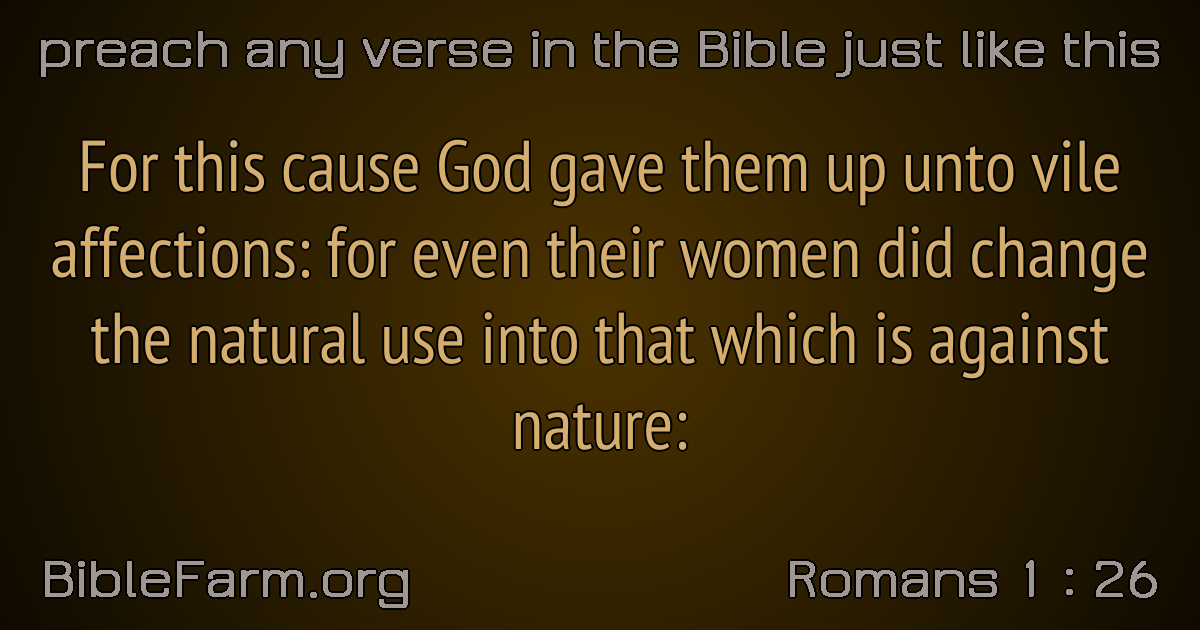 preach any verse in the Bible just like this
For this cause God gave them up unto vile
affections: for even their women did change
the natural use into that which is against
nature:
BibleFarm.org
Romans 1 : 26